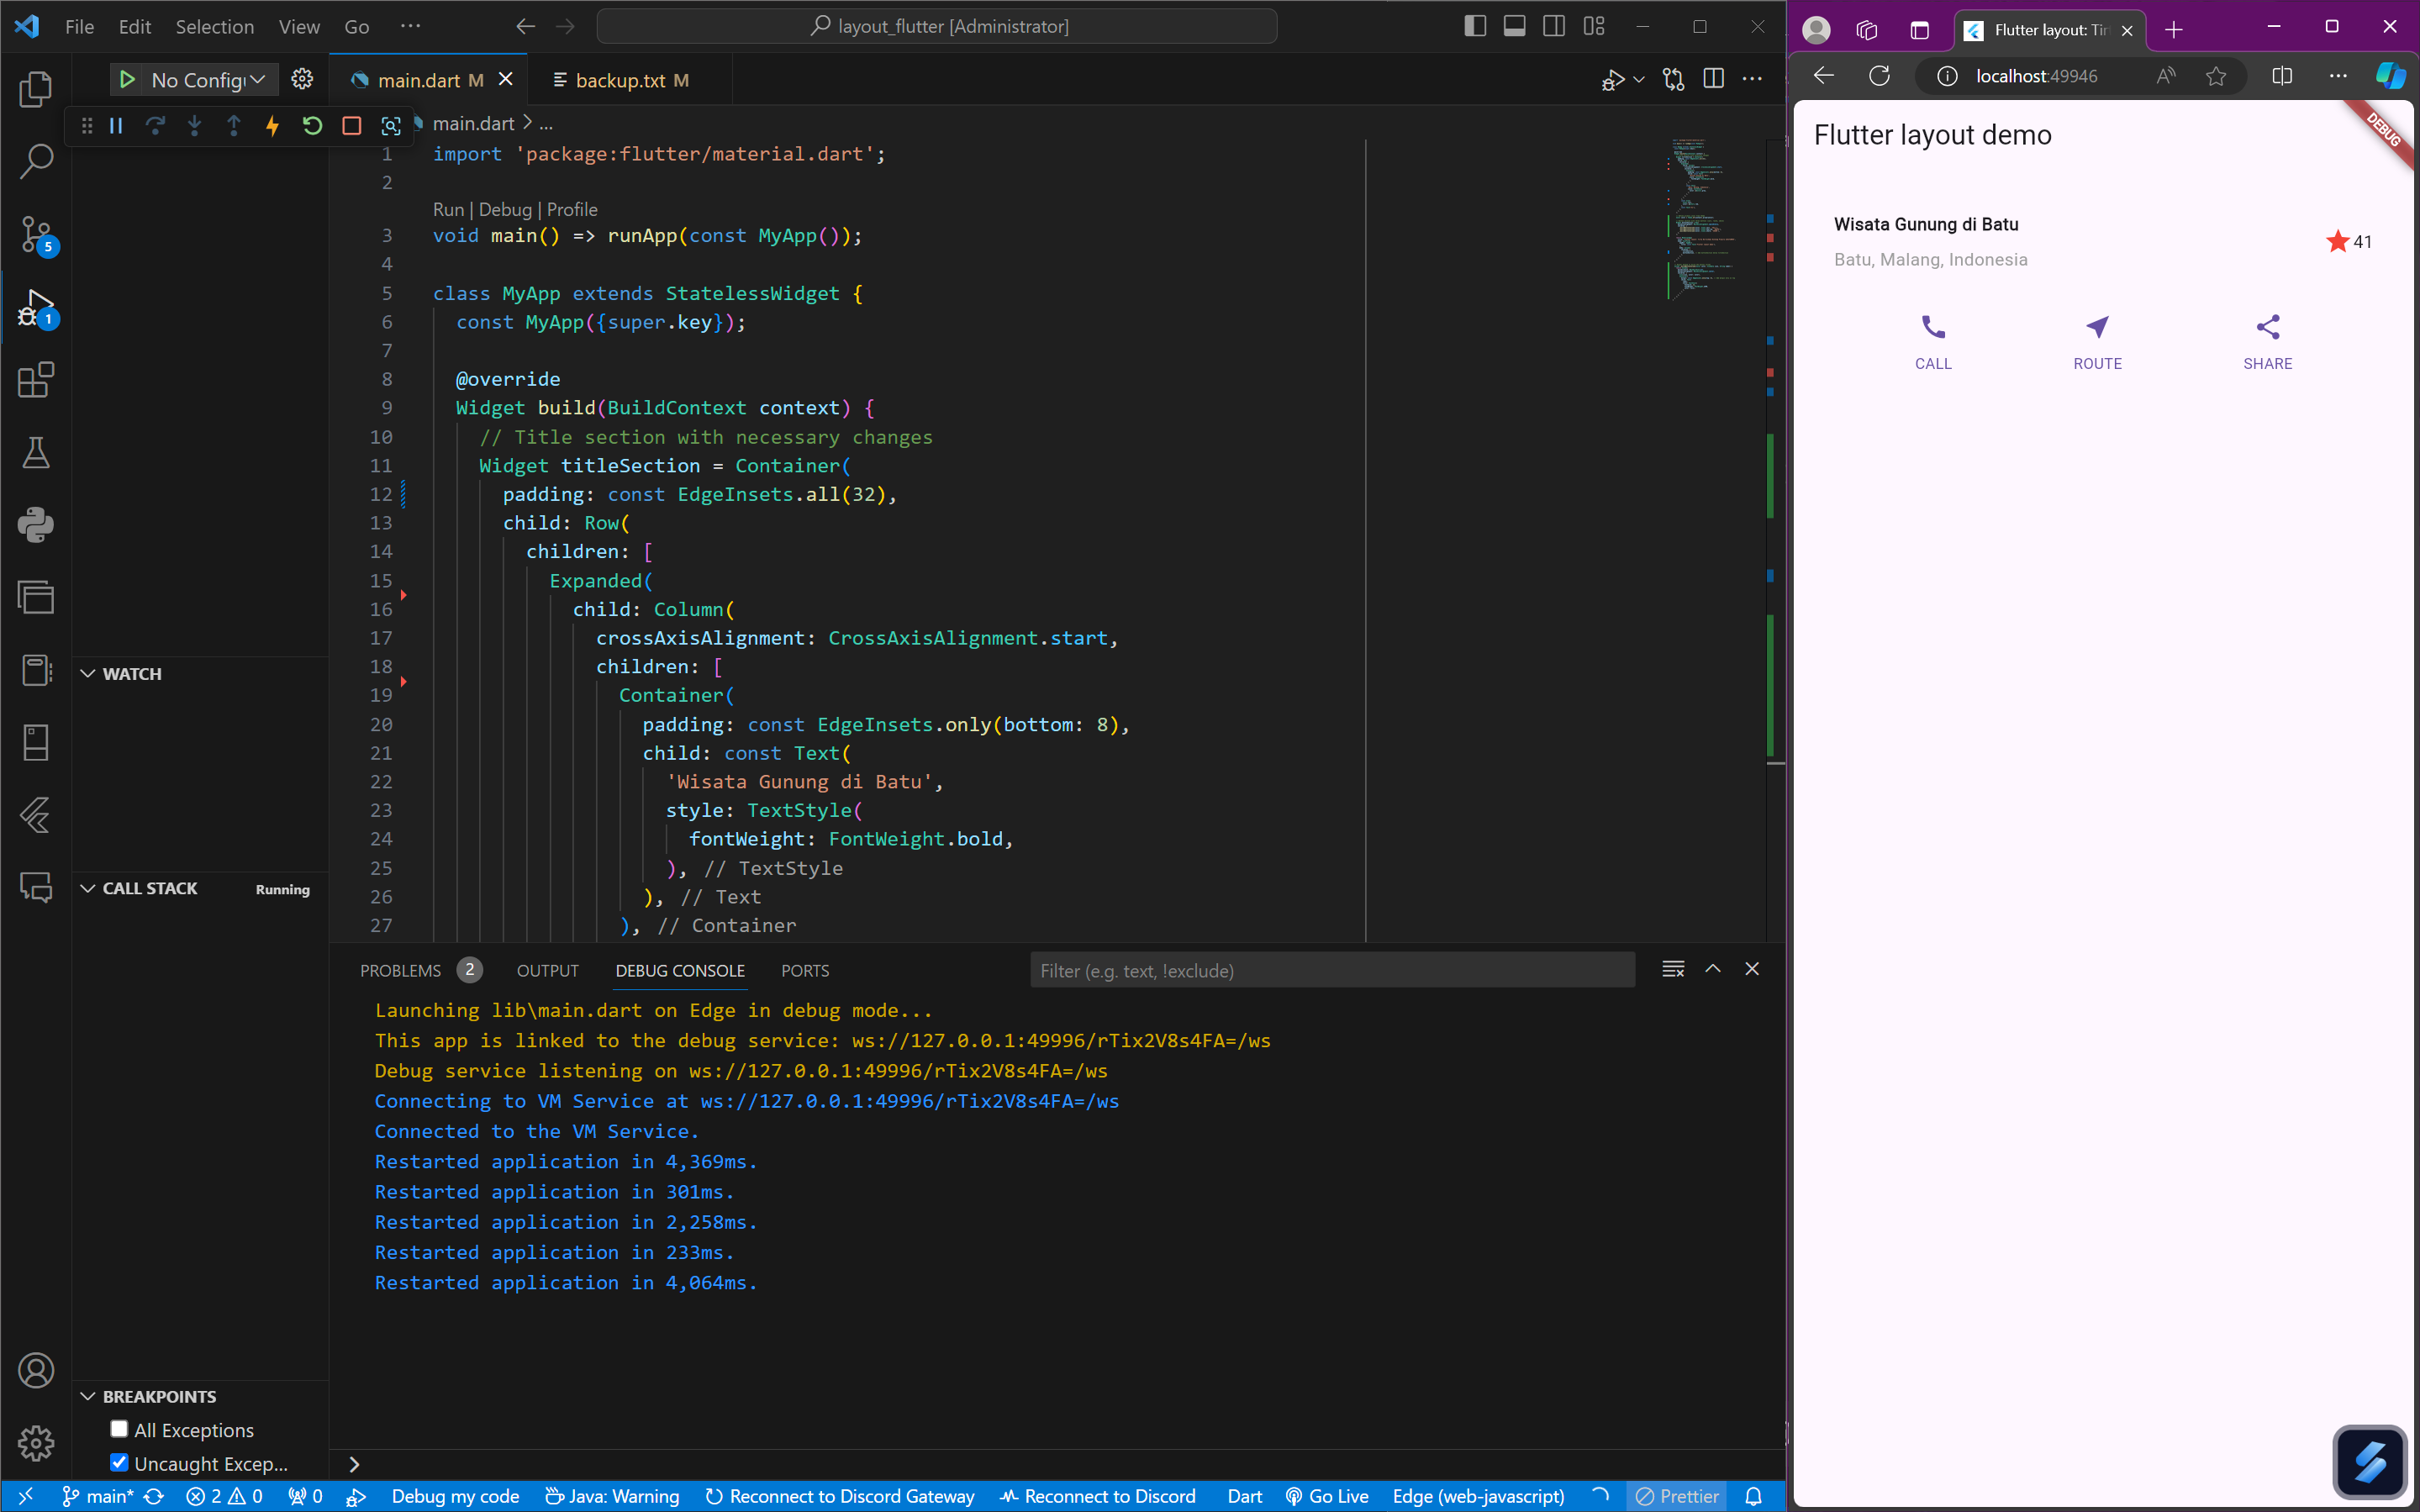 File Edit Selection View Go ···
layout_flutter [Administrator]
No Config
main.dart M
backup.txt M
main.dart > ...
1 import 'package:flutter/material.dart';
2
Run | Debug | Profile
3 void main() => runApp(const MyApp());
4
5 class MyApp extends StatelessWidget {
6 const MyApp({super.key});
7
8 @override
9 Widget build(BuildContext context) {
10 // Title section with necessary changes
11 Widget titleSection = Container(
12 padding: const EdgeInsets.all(32),
13 child: Row(
14 children: [
15 Expanded(
16 child: Column(
17 crossAxisAlignment: CrossAxisAlignment.start,
18 children: [
19 Container(
20 padding: const EdgeInsets.only(bottom: 8),
21 child: const Text(
22 'Wisata Gunung di Batu',
23 style: TextStyle(
24 fontWeight: FontWeight.bold,
25 ), // TextStyle
26 ), // Text
27 ), // Container
5
1
WATCH
CALL STACK Running
BREAKPOINTS
All Exceptions
Uncaught Excep...
PROBLEMS 2 OUTPUT DEBUG CONSOLE PORTS
Filter (e.g. text, !exclude)
Launching lib\main.dart on Edge in debug mode...
This app is linked to the debug service: ws://127.0.0.1:49996/rTix2V8s4FA=/ws
Debug service listening on ws://127.0.0.1:49996/rTix2V8s4FA=/ws
Connecting to VM Service at ws://127.0.0.1:49996/rTix2V8s4FA=/ws
Connected to the VM Service.
Restarted application in 4,369ms.
Restarted application in 301ms.
Restarted application in 2,258ms.
Restarted application in 233ms.
Restarted application in 4,064ms.
main* 2 0 0 Debug my code Java: Warning Reconnect to Discord Gateway Reconnect to Discord Dart Go Live Edge (web-javascript) Prettier
Flutter layout: Tir
localhost:49946
DEBUG
Flutter layout demo
Wisata Gunung di Batu
Batu, Malang, Indonesia
41
CALL ROUTE SHARE